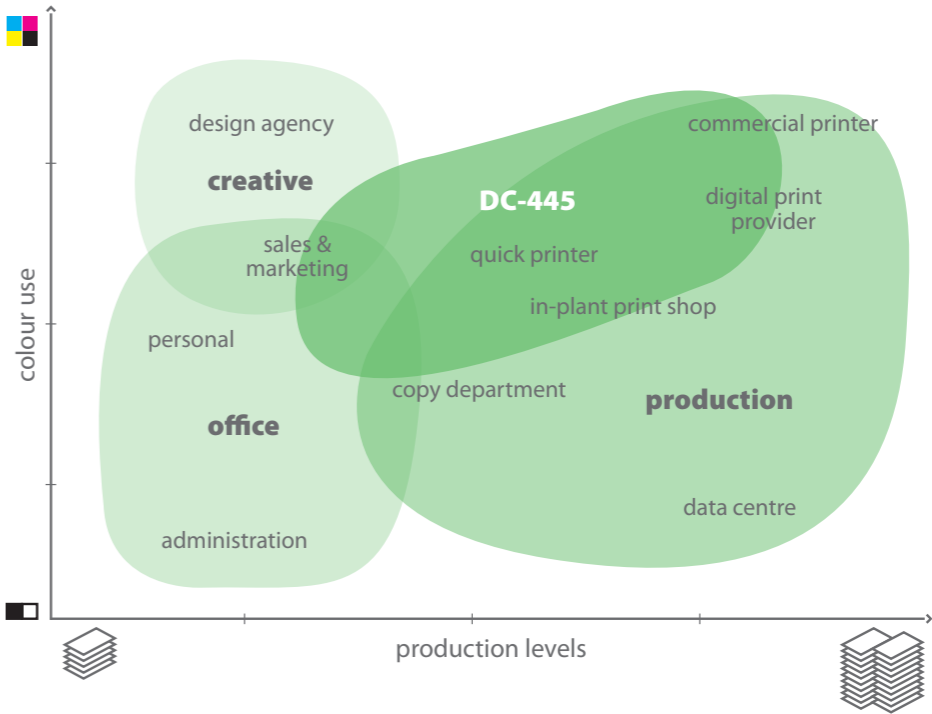 design agency
commercial printer
creative
DC-445
digital print
provider
sales &
marketing
quick printer
in-plant print shop
personal
colour use
copy department
production
office
data centre
administration
production levels